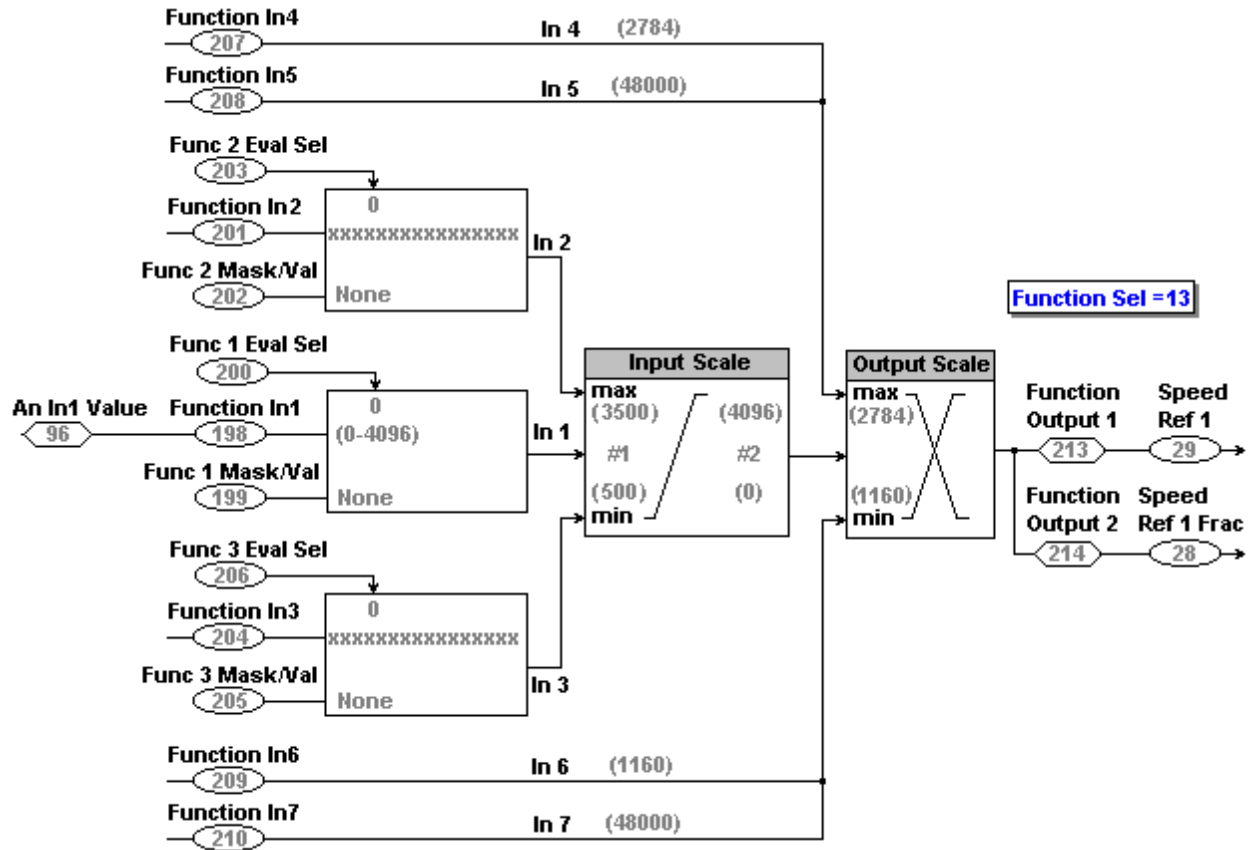 Function In4
207
In 4 (2784)
Function In5
208
In 5 (48000)
Func 2 Eval Sel
203
0
Function In2
201
xxxxxxxxxxxxxxxx
In 2
Func 2 Mask/Val
202
None
Function Sel =13
Func 1 Eval Sel
200
0
An In1 Value
96
Function In1
198
(0-4096)
In 1
Func 1 Mask/Val
199
None
Input Scale
max
(3500) (4096)
#1 #2
(500) (0)
min
Output Scale
max
(2784)
(1160)
min
Function
Output 1
213
Speed
Ref 1
29
Function
Output 2
214
Speed
Ref 1 Frac
28
Func 3 Eval Sel
206
0
Function In3
204
xxxxxxxxxxxxxxxx
Func 3 Mask/Val
205
None
In 3
Function In6
209
In 6 (1160)
Function In7
210
In 7 (48000)